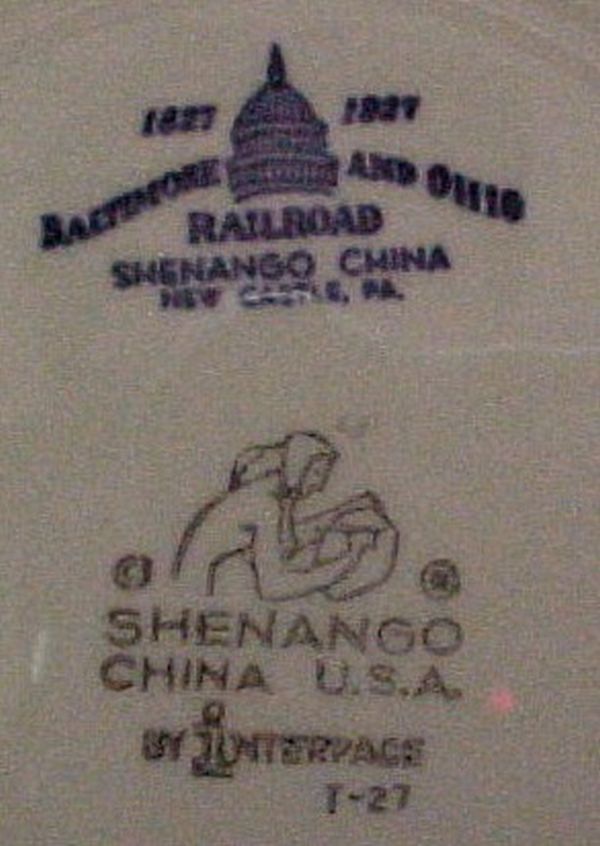 1827 1927
BALTIMORE AND OHIO
RAILROAD
SHENANGO CHINA
NEW CASTLE, PA.
© ®
SHENANGO
CHINA U.S.A.
BY INTERPACE
T-27